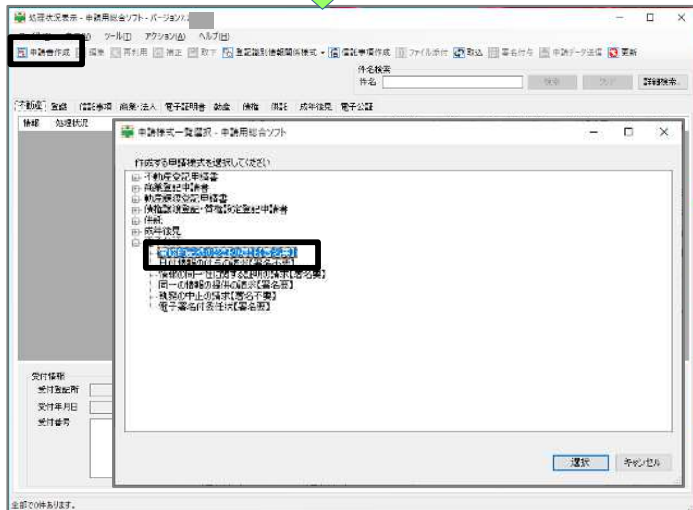 処理状況表示 - 申請用総合ソフト - バージョン
ツール(I) アクション(A) ヘルプ(H)
申請書作成 編集 再利用 補正 取下 登記識別情報関係様式 信託事項作成 ファイル添付 取込 署名付与 申請データ送信 更新
件名検索
件名
検索
詳細検索
不動産 登録 信託事項 商業・法人 電子証明書 動産 債権 供託 成年後見 電子公証
情報 処理状況
申請様式一覧選択 - 申請用総合ソフト
作成する申請様式を選択してください
不動産登記申請書
商業登記申請書
動産譲渡登記申請書
債権譲渡登記・質権設定登記申請書
供託
成年後見
情報の同一性に関する証明の請求【署名要】
同一の情報の提供の請求【署名要】
執務の中止の請求【署名不要】
電子署名付委任状【署名要】
受付情報
受付登記所
受付年月日
受付番号
選択
キャンセル
全部で0件あります。